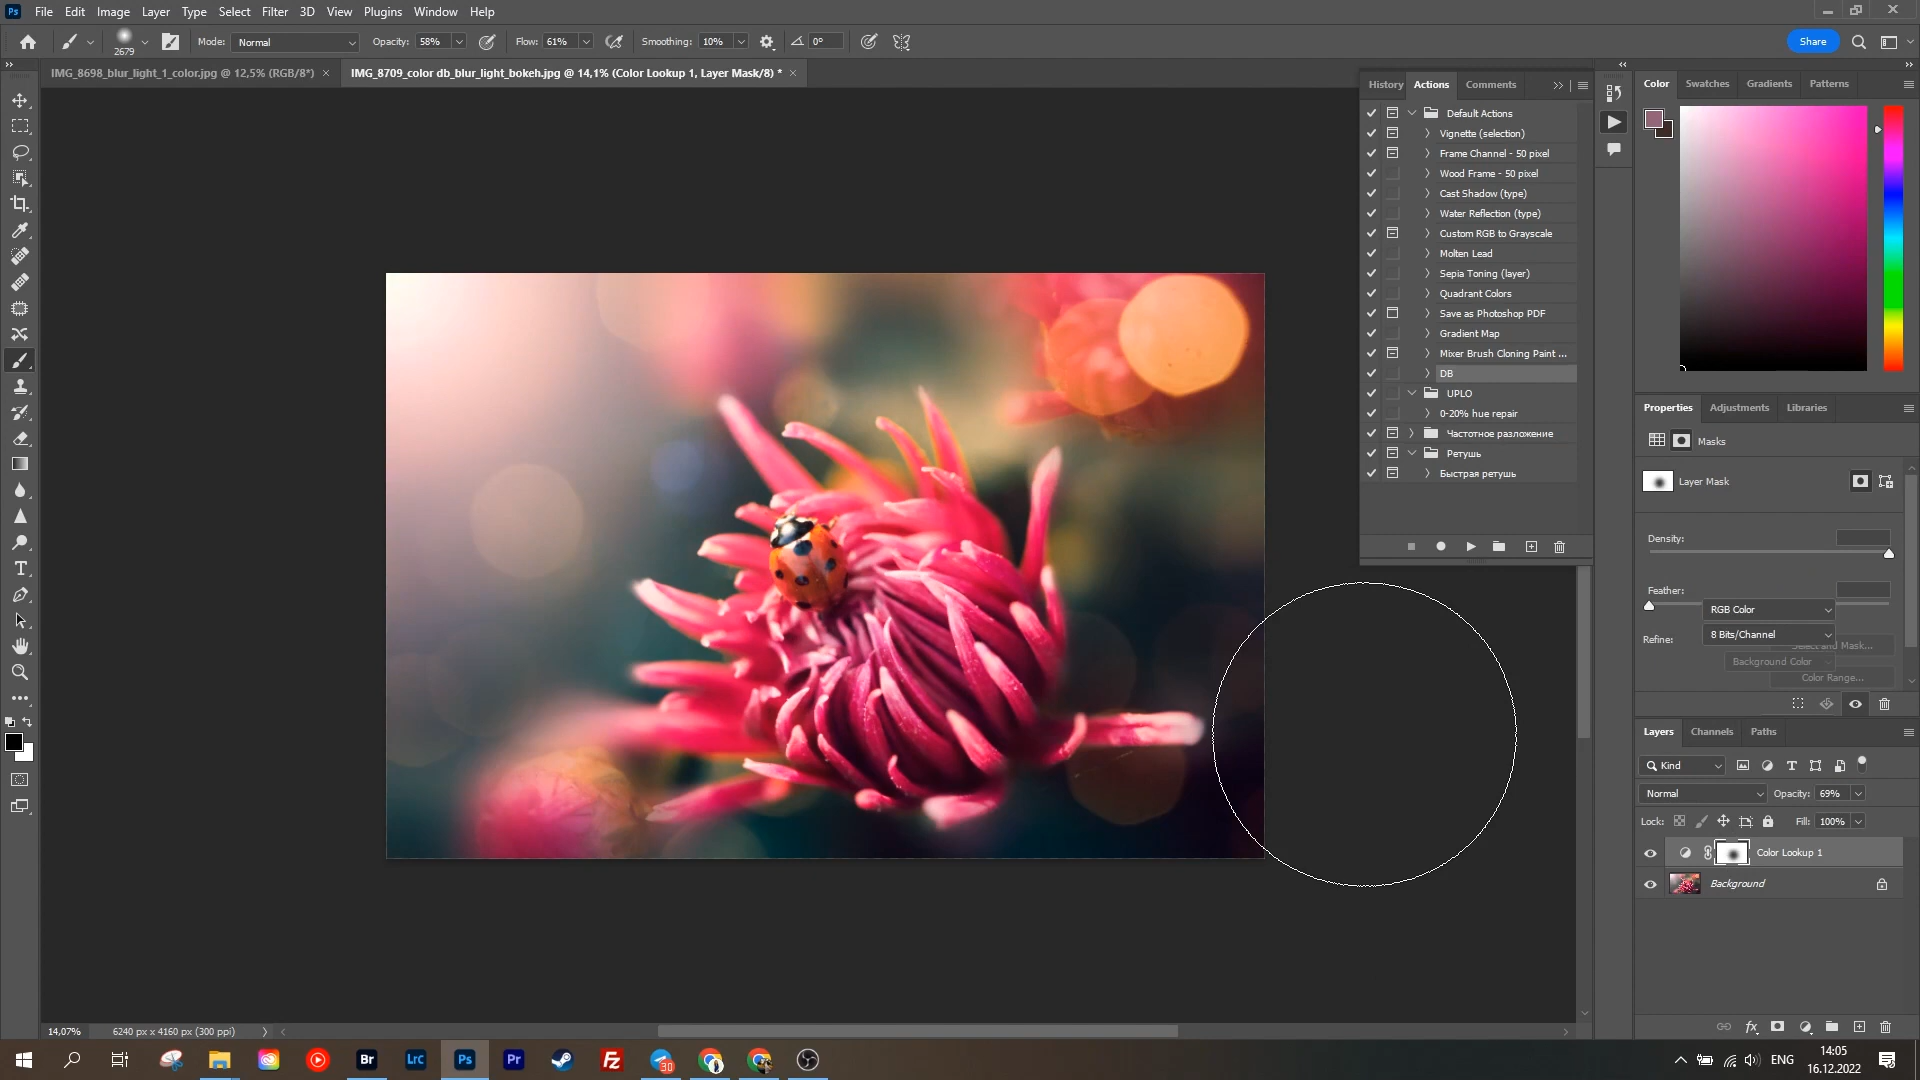 Ps File Edit Image Layer Type Select Filter 3D View Plugins Window Help
2679 Mode: Normal Opacity: 58% Flow: 61% Smoothing: 10% 0° Share
IMG_8698_blur_light_1_color.jpg @ 12,5% (RGB/8*) × IMG_8709_color db_blur_light_bokeh.jpg @ 14,1% (Color Lookup 1, Layer Mask/8) * ×
History Actions Comments
Default Actions
Vignette (selection)
Frame Channel - 50 pixel
Wood Frame - 50 pixel
Cast Shadow (type)
Water Reflection (type)
Custom RGB to Grayscale
Molten Lead
Sepia Toning (layer)
Quadrant Colors
Save as Photoshop PDF
Gradient Map
Mixer Brush Cloning Paint ...
DB
UPLO
0-20% hue repair
Частотное разложение
Ретушь
Быстрая ретушь
Color Swatches Gradients Patterns
Properties Adjustments Libraries
Masks
Layer Mask
Density:
Feather:
RGB Color
Refine:
8 Bits/Channel
Select and Mask...
Background Color
Color Range...
Layers Channels Paths
Kind
Normal Opacity: 69%
Lock: Fill: 100%
Color Lookup 1
Background
14,07% 6240 px x 4160 px (300 ppi)
Br LrC Ps Pr 30 ENG
14:05
16.12.2022